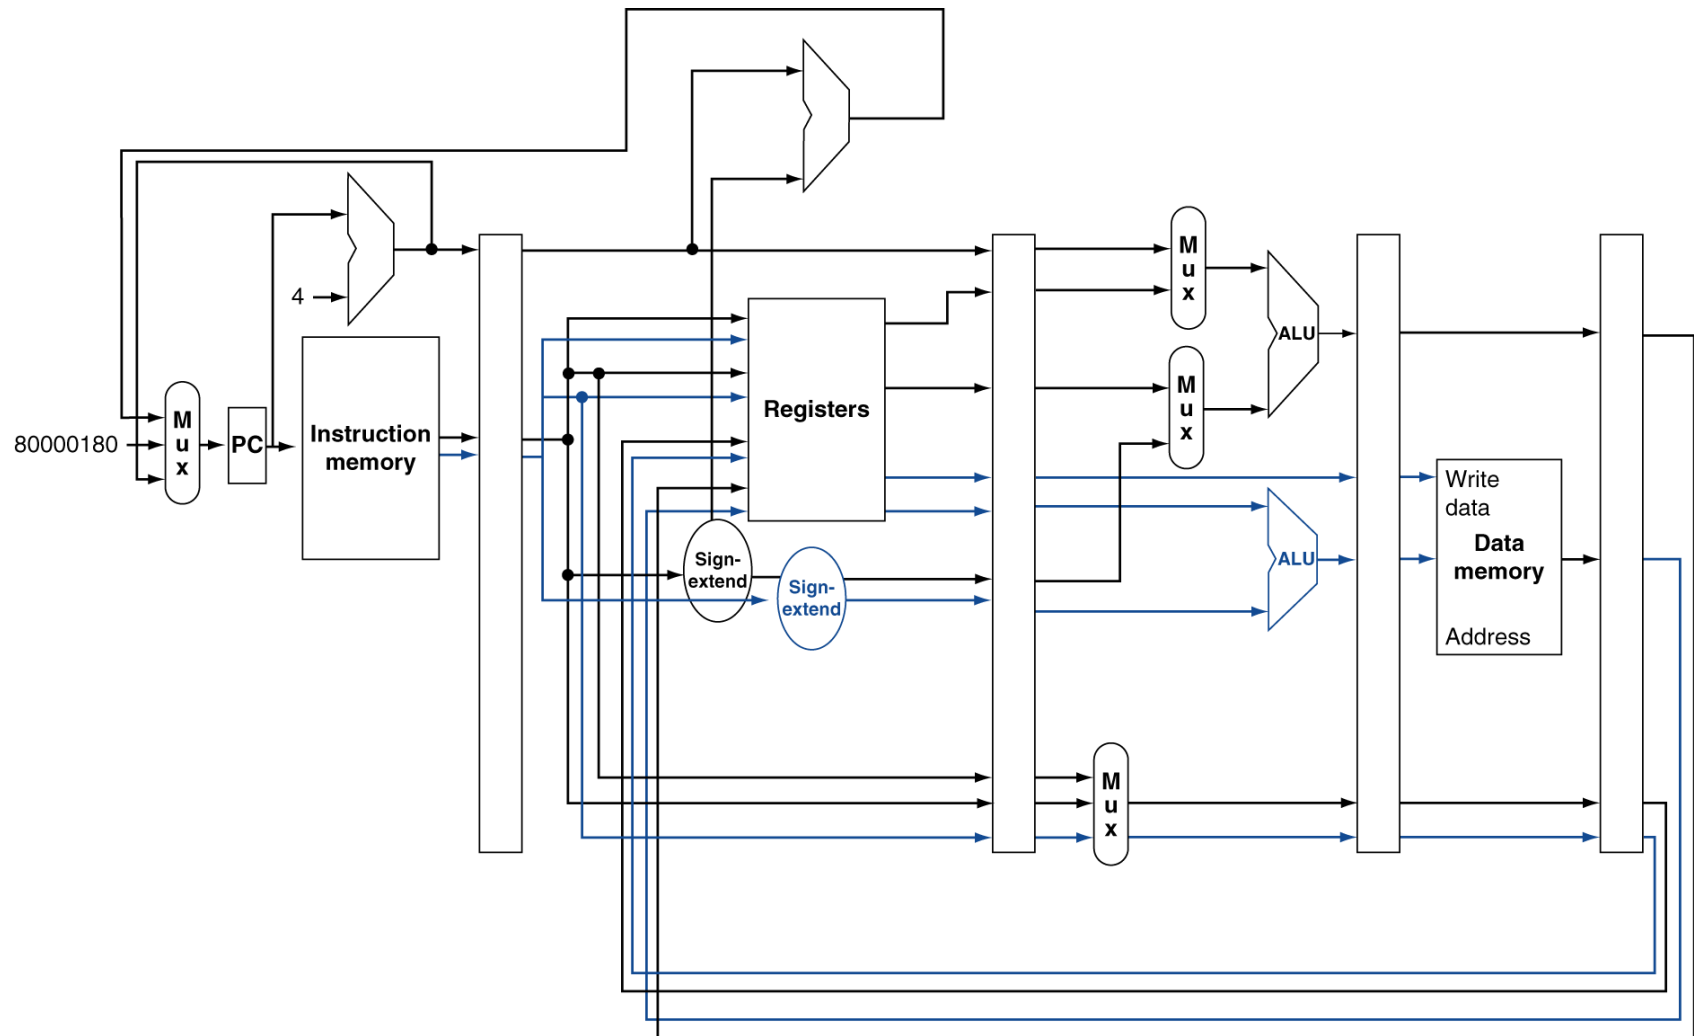 4
M
u
x
80000180
PC
Instruction
memory
Registers
Sign-
extend
Sign-
extend
M
u
x
M
u
x
ALU
ALU
M
u
x
Write
data
Data
memory
Address